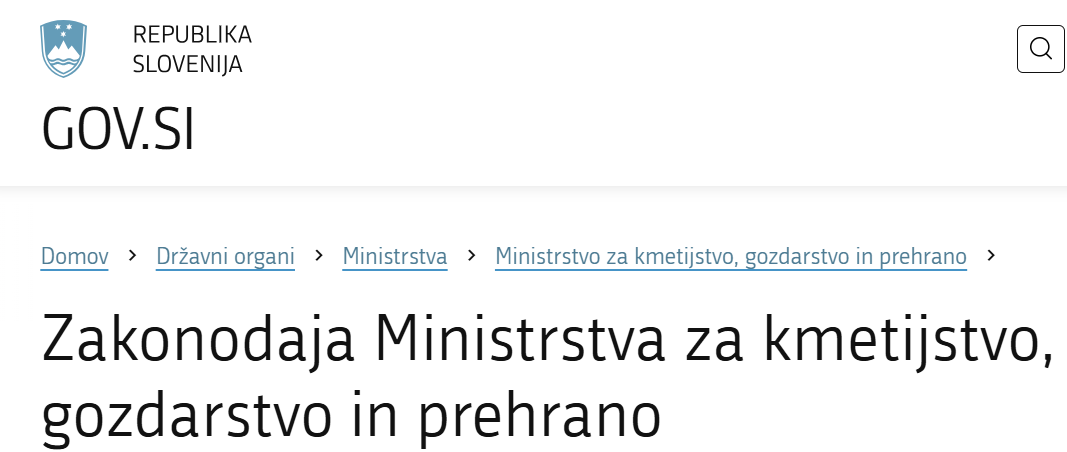 REPUBLIKA
SLOVENIJA
GOV.SI
Domov > Državni organi > Ministrstva > Ministrstvo za kmetijstvo, gozdarstvo in prehrano >
Zakonodaja Ministrstva za kmetijstvo,
gozdarstvo in prehrano